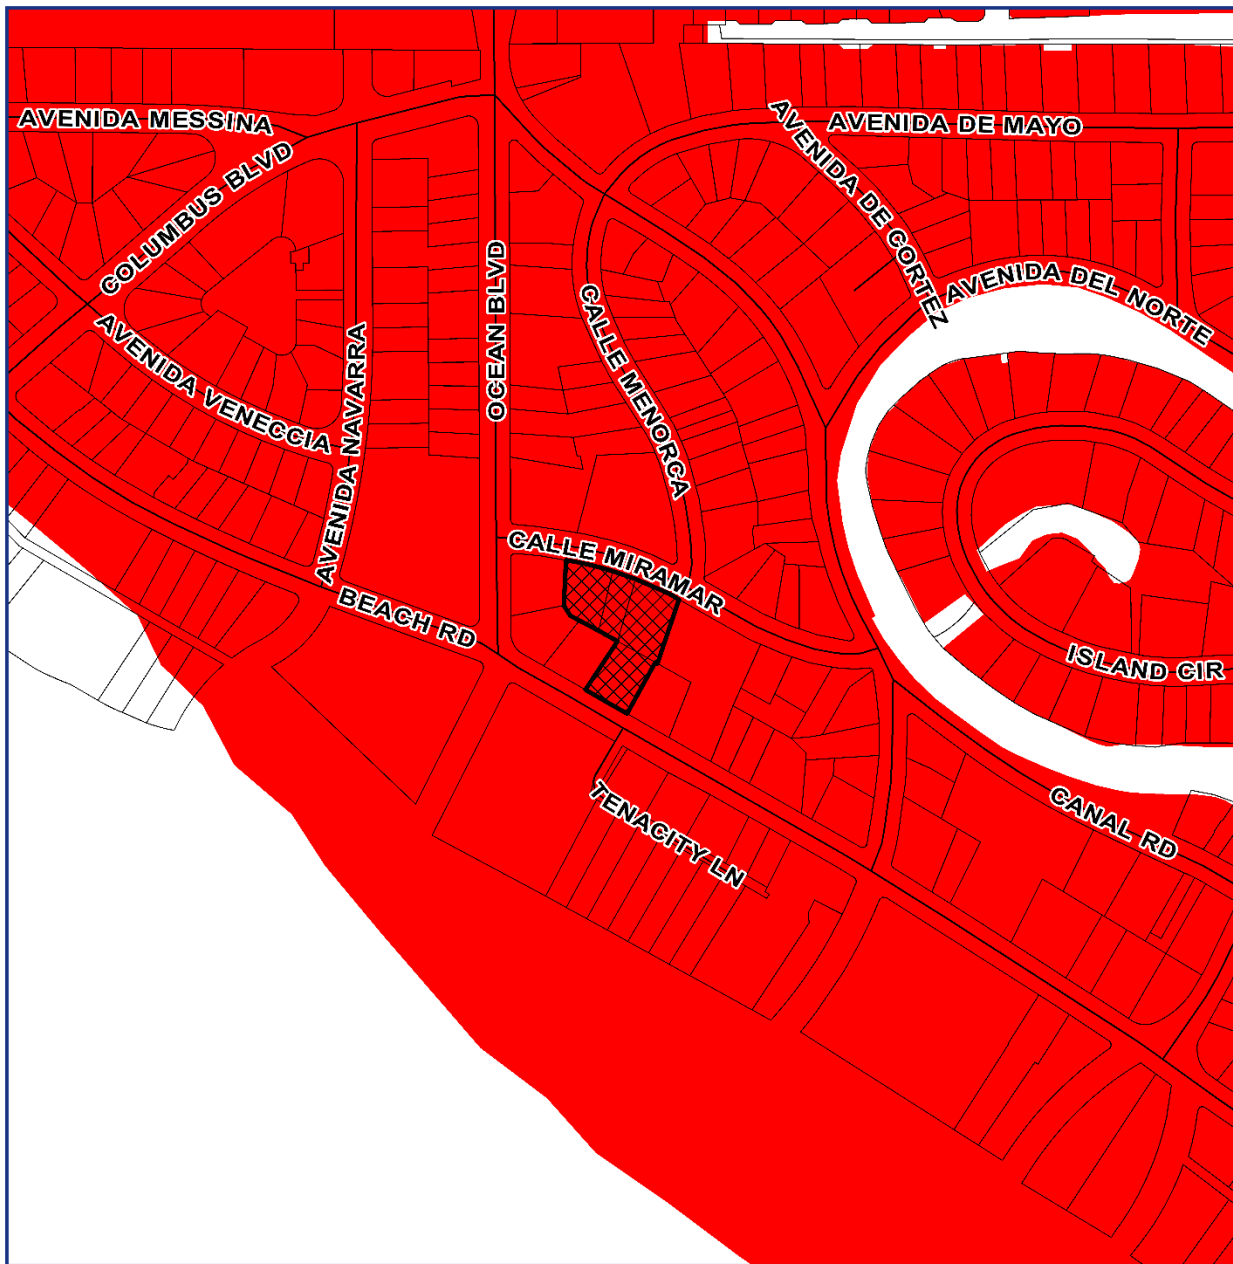 AVENIDA MESSINA
AVENIDA DE MAYO
COLUMBUS BLVD
AVENIDA DE CORTEZ
AVENIDA DEL NORTE
OCEAN BLVD
CALLE MENORCA
AVENIDA VENECCIA
AVENIDA NAVARRA
CALLE MIRAMAR
BEACH RD
ISLAND CIR
TENACITY LN
CANAL RD